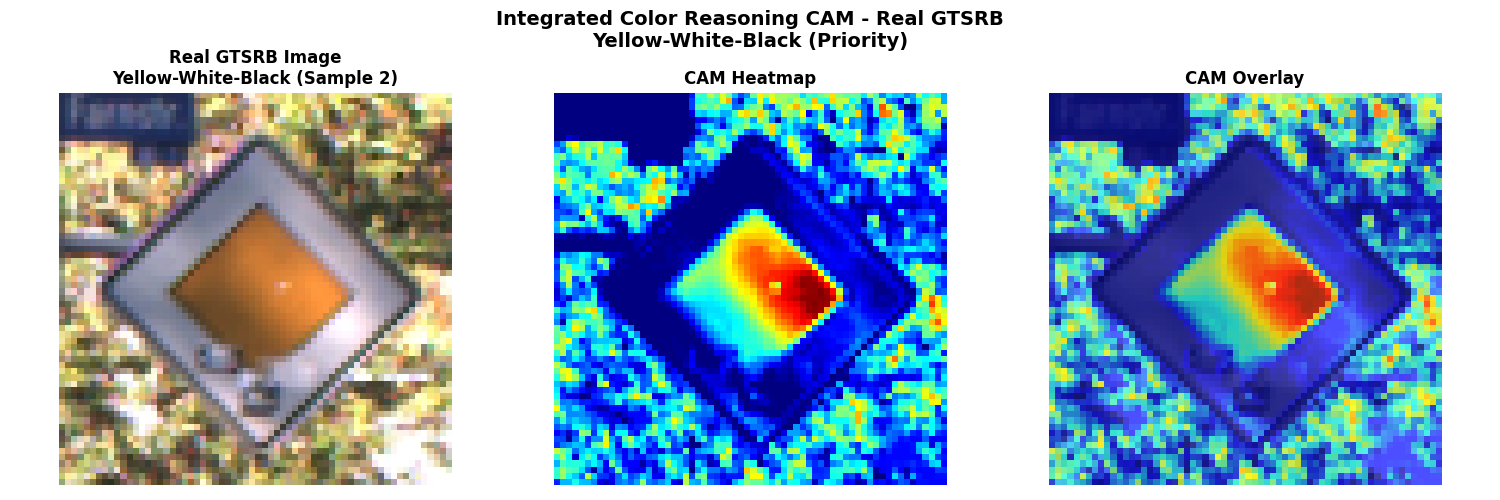 Integrated Color Reasoning CAM - Real GTSRB
Yellow-White-Black (Priority)
Real GTSRB Image
Yellow-White-Black (Sample 2)
CAM Heatmap
CAM Overlay